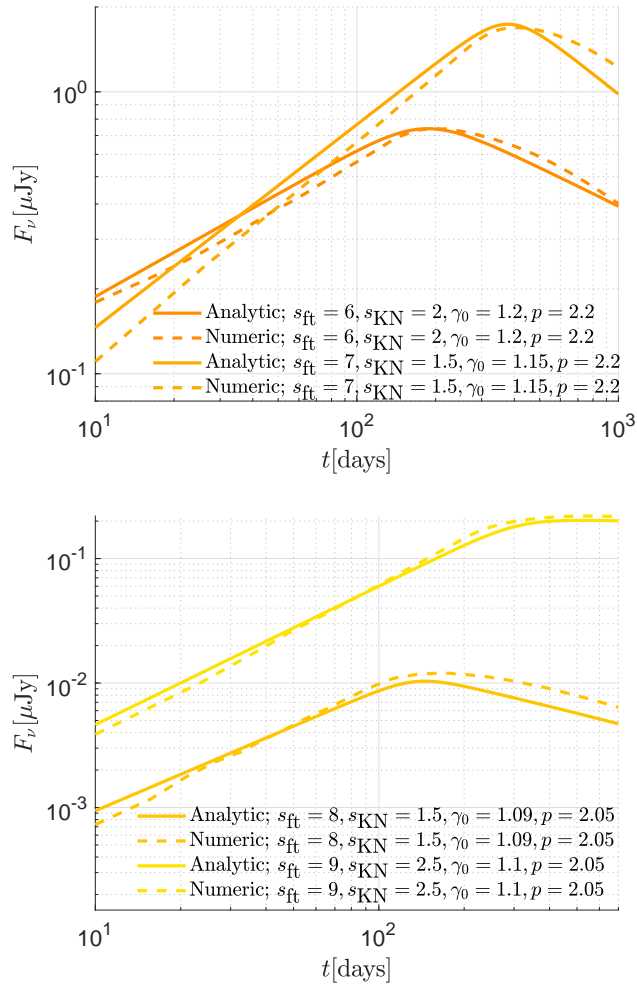 10^0
F_ν[μJy]
Analytic; s_ft = 6, s_KN = 2, γ_0 = 1.2, p = 2.2
Numeric; s_ft = 6, s_KN = 2, γ_0 = 1.2, p = 2.2
Analytic; s_ft = 7, s_KN = 1.5, γ_0 = 1.15, p = 2.2
Numeric; s_ft = 7, s_KN = 1.5, γ_0 = 1.15, p = 2.2
10^-1
10^1 10^2 10^3
t[days]
10^-1
10^-2
F_ν[μJy]
10^-3
Analytic; s_ft = 8, s_KN = 1.5, γ_0 = 1.09, p = 2.05
Numeric; s_ft = 8, s_KN = 1.5, γ_0 = 1.09, p = 2.05
Analytic; s_ft = 9, s_KN = 2.5, γ_0 = 1.1, p = 2.05
Numeric; s_ft = 9, s_KN = 2.5, γ_0 = 1.1, p = 2.05
10^1 10^2
t[days]